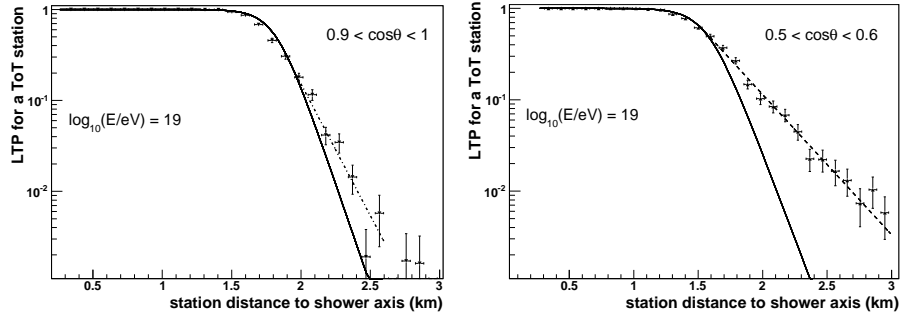 LTP for a ToT station
1
10⁻¹
10⁻²
0.9 < cosθ < 1
log₁₀(E/eV) = 19
0.5 1 1.5 2 2.5 3
station distance to shower axis (km)
LTP for a ToT station
1
10⁻¹
10⁻²
0.5 < cosθ < 0.6
log₁₀(E/eV) = 19
0.5 1 1.5 2 2.5 3
station distance to shower axis (km)